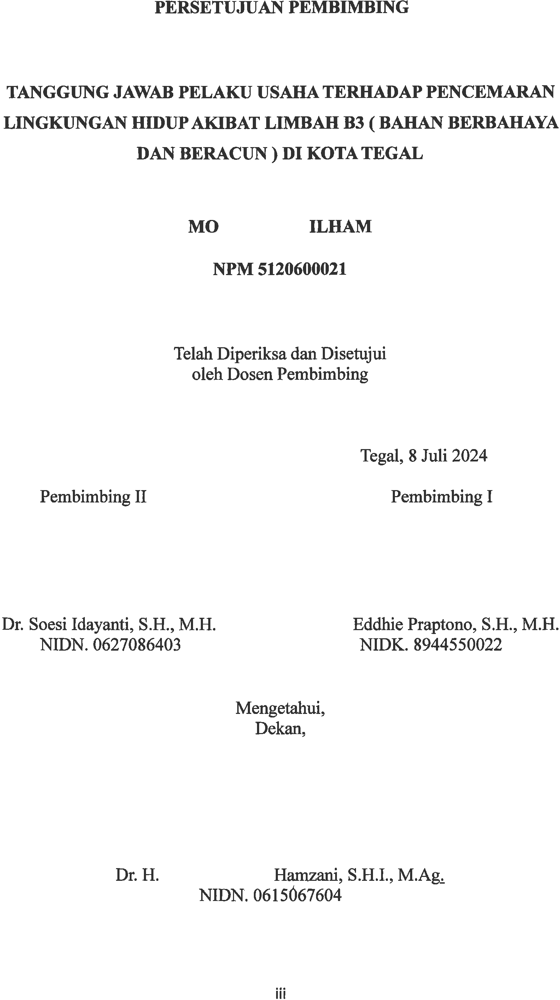 PERSETUJUAN PEMBIMBING
TANGGUNG JAWAB PELAKU USAHA TERHADAP PENCEMARAN
LINGKUNGAN HIDUP AKIBAT LIMBAH B3 ( BAHAN BERBAHAYA
DAN BERACUN ) DI KOTA TEGAL
MO ILHAM
NPM 5120600021
Telah Diperiksa dan Disetujui
oleh Dosen Pembimbing
Tegal, 8 Juli 2024
Pembimbing II Pembimbing I
Dr. Soesi Idayanti, S.H., M.H. Eddhie Praptono, S.H., M.H.
NIDN. 0627086403 NIDK. 8944550022
Mengetahui,
Dekan,
Dr. H. Hamzani, S.H.I., M.Ag.
NIDN. 0615067604
iii